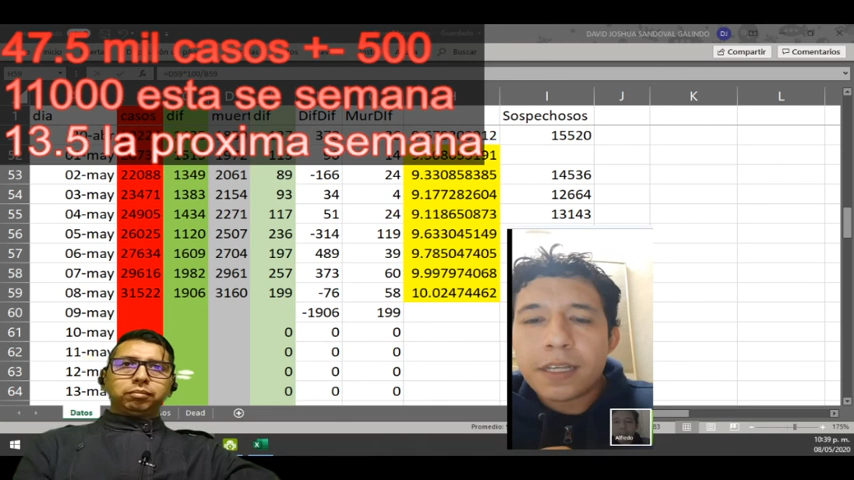 47.5 mil casos +- 500
11000 esta se semana
13.5 la proxima semana
DAVID JOSHUA SANDOVAL GALINDO DJ
Buscar
Compartir Comentarios
I J K L
1 dia casos dif muert dif DifDif MurDIf Sospechosos
15520
53 02-may 22088 1349 2061 89 -166 24 9.330858385 14536
54 03-may 23471 1383 2154 93 34 4 9.177282604 12664
55 04-may 24905 1434 2271 117 51 24 9.118650873 13143
56 05-may 26025 1120 2507 236 -314 119 9.633045149
57 06-may 27634 1609 2704 197 489 39 9.785047405
58 07-may 29616 1982 2961 257 373 60 9.997974068
59 08-may 31522 1906 3160 199 -76 58 10.02474462
60 09-may -1906 199
61 10-may 0 0 0
62 11-may 0 0 0
63 12-may 0 0 0
64 13-may 0 0 0
Datos Dead
Promedio:
175%
Alfredo
10:39 p. m.
08/05/2020